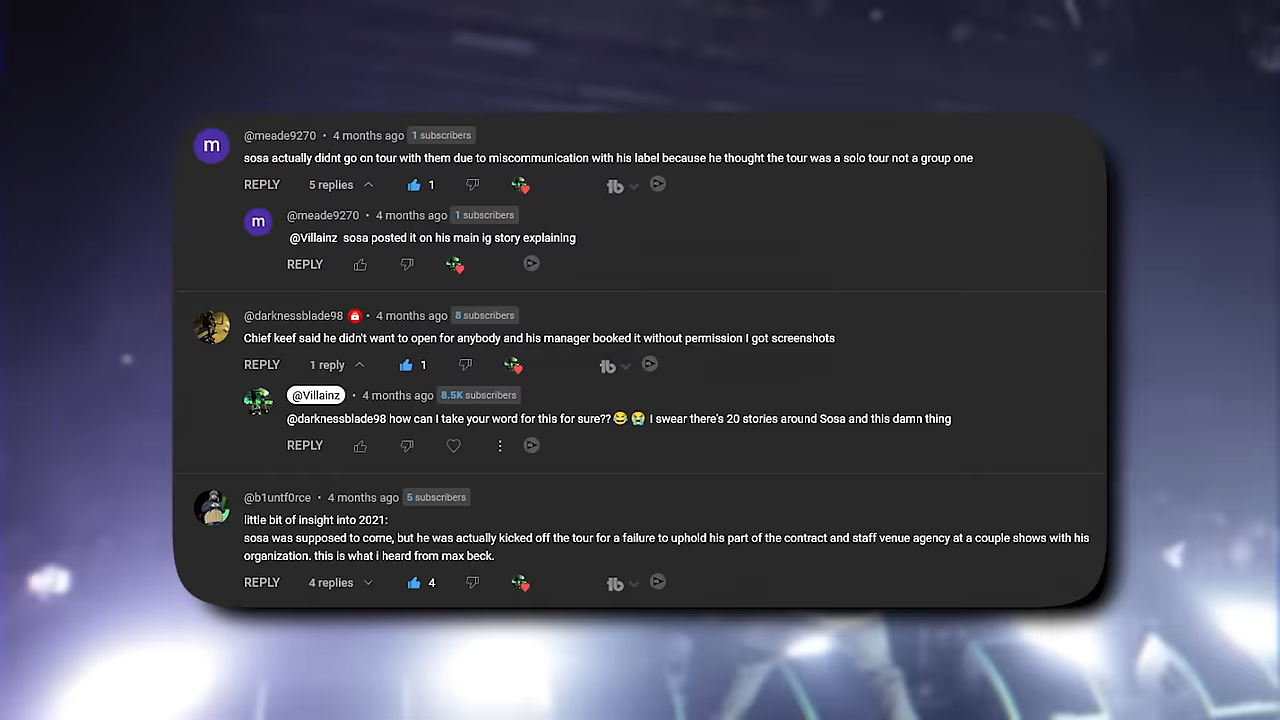 m
@meade9270 • 4 months ago 1 subscribers
sosa actually didnt go on tour with them due to miscommunication with his label because he thought the tour was a solo tour not a group one
REPLY 5 replies 1
m
@meade9270 • 4 months ago 1 subscribers
@Villainz sosa posted it on his main ig story explaining
REPLY
@darknessblade98 • 4 months ago 8 subscribers
Chief keef said he didn't want to open for anybody and his manager booked it without permission I got screenshots
REPLY 1 reply 1
@Villainz • 4 months ago 8.5K subscribers
@darknessblade98 how can I take your word for this for sure??😂 😭 I swear there's 20 stories around Sosa and this damn thing
REPLY
@b1untf0rce • 4 months ago 5 subscribers
little bit of insight into 2021:
sosa was supposed to come, but he was actually kicked off the tour for a failure to uphold his part of the contract and staff venue agency at a couple shows with his
organization. this is what i heard from max beck.
REPLY 4 replies 4